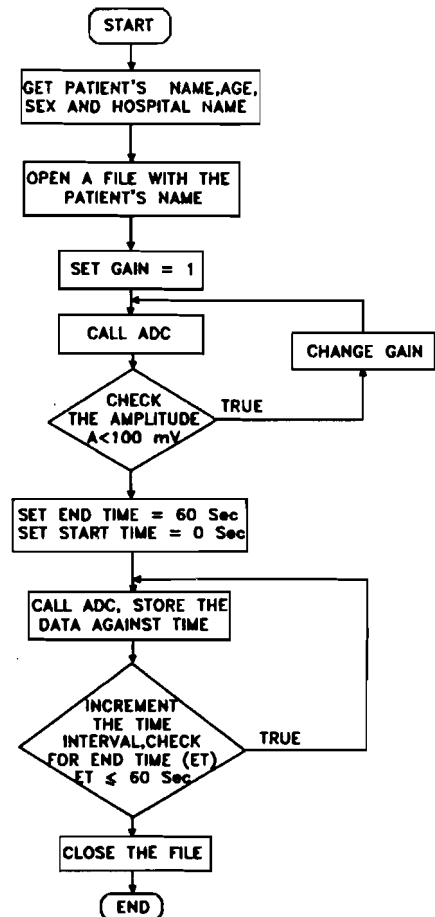 START
GET PATIENT'S NAME,AGE,
SEX AND HOSPITAL NAME
OPEN A FILE WITH THE
PATIENT'S NAME
SET GAIN = 1
CALL ADC
CHANGE GAIN
CHECK
THE AMPLITUDE
A<100 mV
TRUE
SET END TIME = 60 Sec
SET START TIME = 0 Sec
CALL ADC, STORE THE
DATA AGAINST TIME
INCREMENT
THE TIME
INTERVAL,CHECK
FOR END TIME (ET)
ET ⩽ 60 Sec
TRUE
CLOSE THE FILE
END